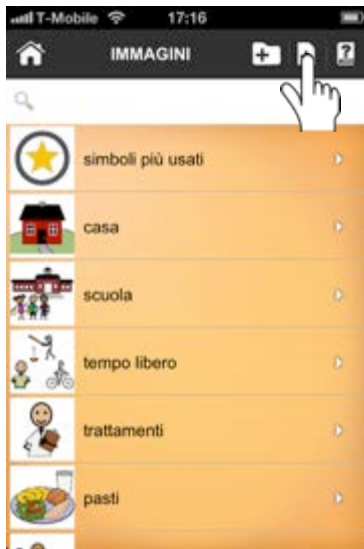 T-Mobile 17:16
IMMAGINI
simboli più usati
casa
scuola
tempo libero
trattamenti
pasti